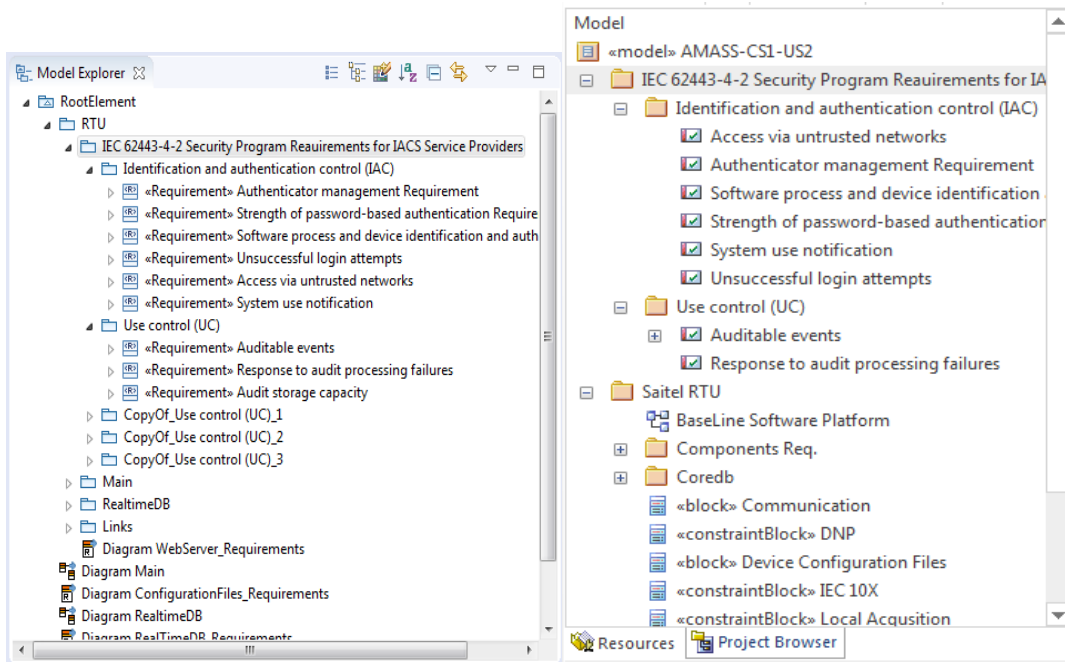 Model Explorer
RootElement
RTU
IEC 62443-4-2 Security Program Reauirements for IACS Service Providers
Identification and authentication control (IAC)
«Requirement» Authenticator management Requirement
«Requirement» Strength of password-based authentication Require
«Requirement» Software process and device identification and auth
«Requirement» Unsuccessful login attempts
«Requirement» Access via untrusted networks
«Requirement» System use notification
Use control (UC)
«Requirement» Auditable events
«Requirement» Response to audit processing failures
«Requirement» Audit storage capacity
CopyOf_Use control (UC)_1
CopyOf_Use control (UC)_2
CopyOf_Use control (UC)_3
Main
RealtimeDB
Links
Diagram WebServer_Requirements
Diagram Main
Diagram ConfigurationFiles_Requirements
Diagram RealtimeDB
Diagram RealTimeDB_Requirements
Model
«model» AMASS-CS1-US2
IEC 62443-4-2 Security Program Reauirements for IA
Identification and authentication control (IAC)
Access via untrusted networks
Authenticator management Requirement
Software process and device identification
Strength of password-based authentication
System use notification
Unsuccessful login attempts
Use control (UC)
Auditable events
Response to audit processing failures
Saitel RTU
BaseLine Software Platform
Components Req.
Coredb
«block» Communication
«constraintBlock» DNP
«block» Device Configuration Files
«constraintBlock» IEC 10X
«constraintBlock» Local Acqusition
Resources
Project Browser